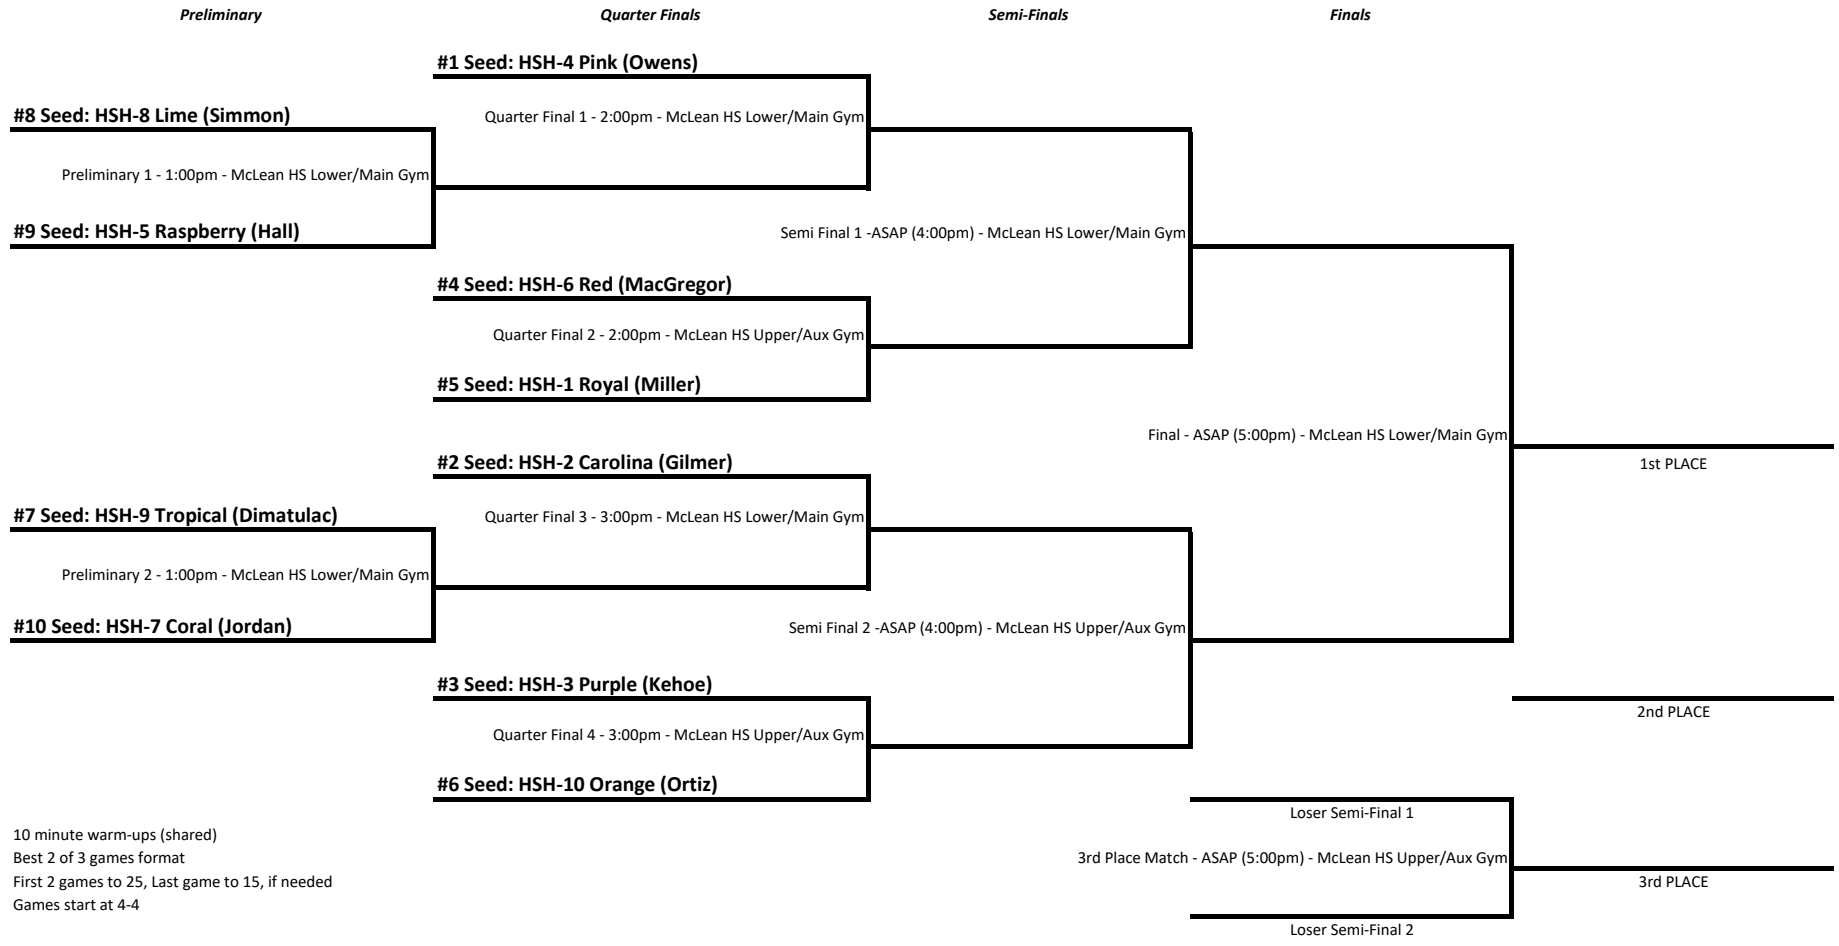 Preliminary
Quarter Finals
Semi-Finals
Finals
#1 Seed: HSH-4 Pink (Owens)
#8 Seed: HSH-8 Lime (Simmon)
Quarter Final 1 - 2:00pm - McLean HS Lower/Main Gym
Preliminary 1 - 1:00pm - McLean HS Lower/Main Gym
#9 Seed: HSH-5 Raspberry (Hall)
Semi Final 1 -ASAP (4:00pm) - McLean HS Lower/Main Gym
#4 Seed: HSH-6 Red (MacGregor)
Quarter Final 2 - 2:00pm - McLean HS Upper/Aux Gym
#5 Seed: HSH-1 Royal (Miller)
Final - ASAP (5:00pm) - McLean HS Lower/Main Gym
#2 Seed: HSH-2 Carolina (Gilmer)
1st PLACE
#7 Seed: HSH-9 Tropical (Dimatulac)
Quarter Final 3 - 3:00pm - McLean HS Lower/Main Gym
Preliminary 2 - 1:00pm - McLean HS Lower/Main Gym
#10 Seed: HSH-7 Coral (Jordan)
Semi Final 2 -ASAP (4:00pm) - McLean HS Upper/Aux Gym
#3 Seed: HSH-3 Purple (Kehoe)
2nd PLACE
Quarter Final 4 - 3:00pm - McLean HS Upper/Aux Gym
#6 Seed: HSH-10 Orange (Ortiz)
Loser Semi-Final 1
10 minute warm-ups (shared)
Best 2 of 3 games format
3rd Place Match - ASAP (5:00pm) - McLean HS Upper/Aux Gym
First 2 games to 25, Last game to 15, if needed
3rd PLACE
Games start at 4-4
Loser Semi-Final 2